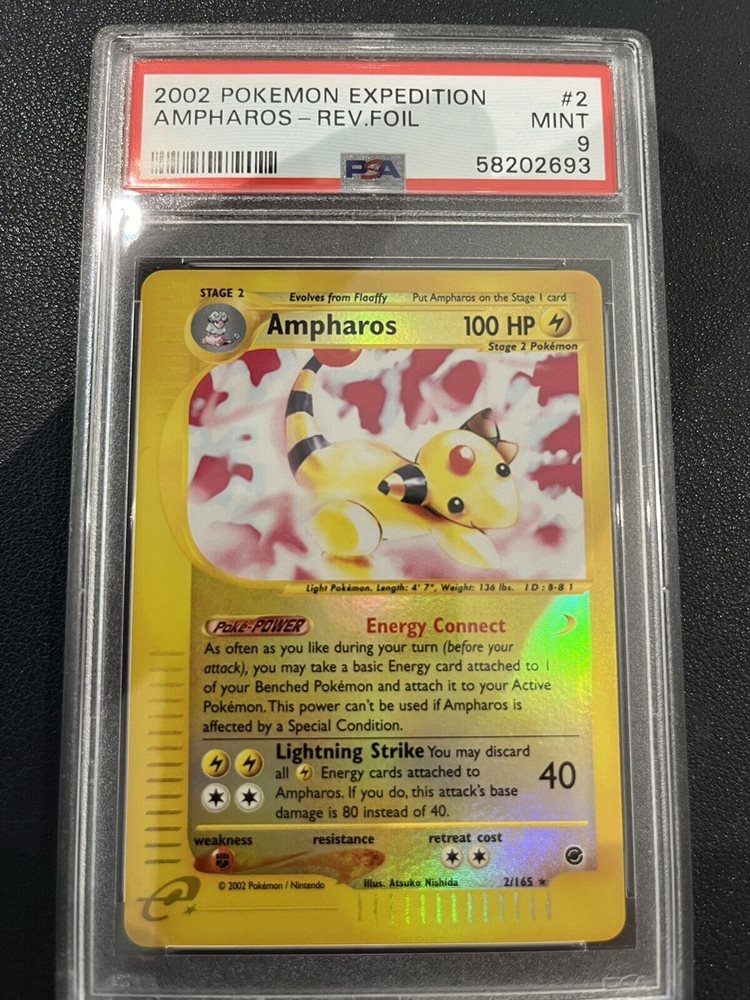 2002 POKEMON EXPEDITION #2
AMPHAROS - REV.FOIL MINT
9
PSA 58202693
STAGE 2 Evolves from Flaaffy Put Ampharos on the Stage 1 card
Ampharos 100 HP
Stage 2 Pokémon
Light Pokémon. Length: 4' 7", Weight: 136 lbs. ID: 8-8 1
Poké-POWER Energy Connect
As often as you like during your turn (before your
attack), you may take a basic Energy card attached to 1
of your Benched Pokémon and attach it to your Active
Pokémon. This power can't be used if Ampharos is
affected by a Special Condition.
Lightning Strike You may discard
all Energy cards attached to 40
Ampharos. If you do, this attack's base
damage is 80 instead of 40.
weakness resistance retreat cost
© 2002 Pokémon / Nintendo Illus. Atsuko Nishida 2/165 ★
e